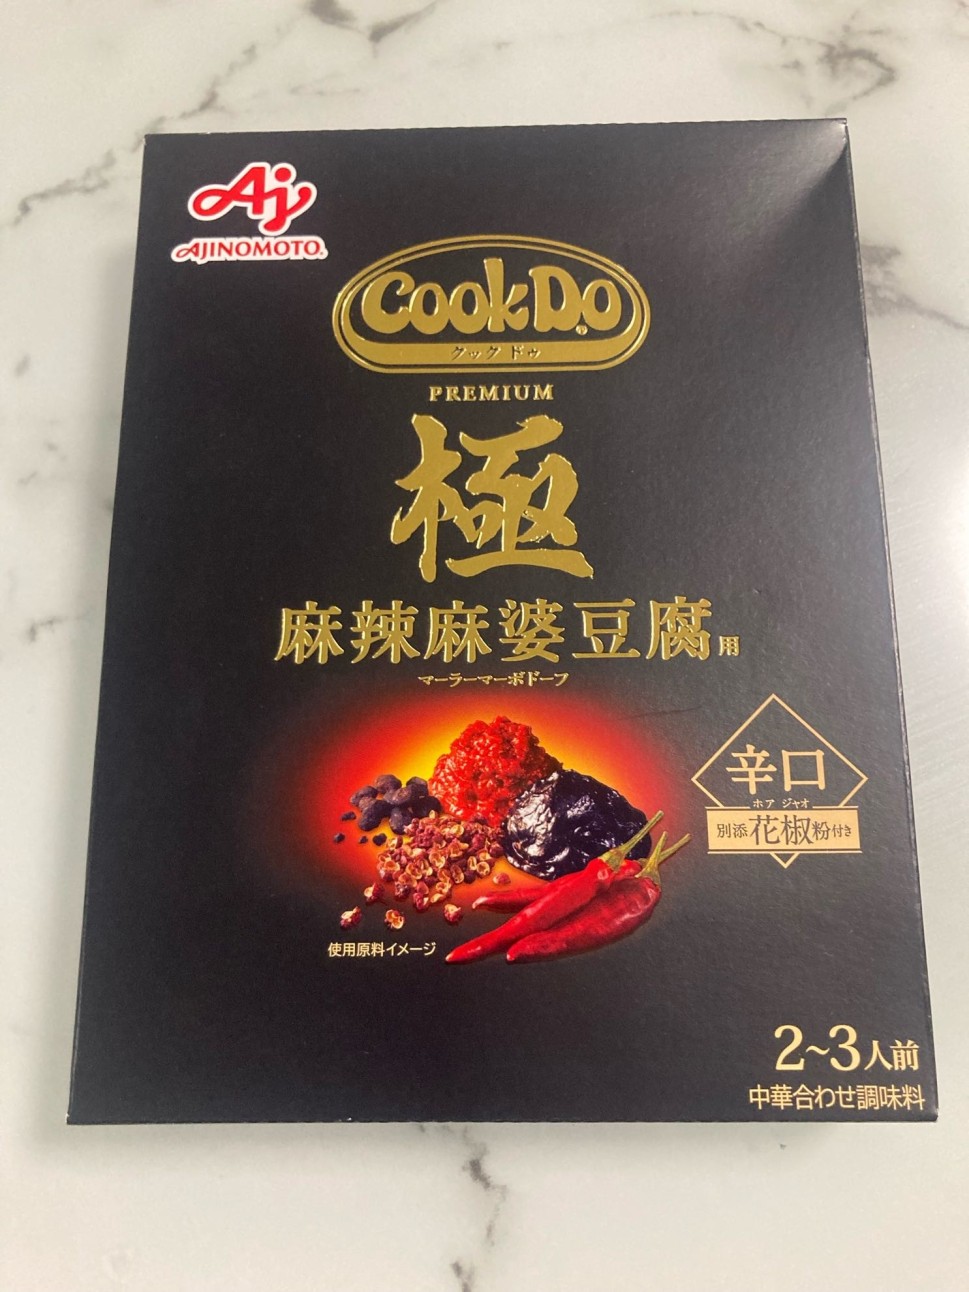 Aj
AJINOMOTO®
CookDo®
クックドゥ
PREMIUM
極
麻辣麻婆豆腐用
マーラーマーボドーフ
辛口
ホア ジャオ
別添花椒粉付き
使用原料イメージ
2~3人前
中華合わせ調味料